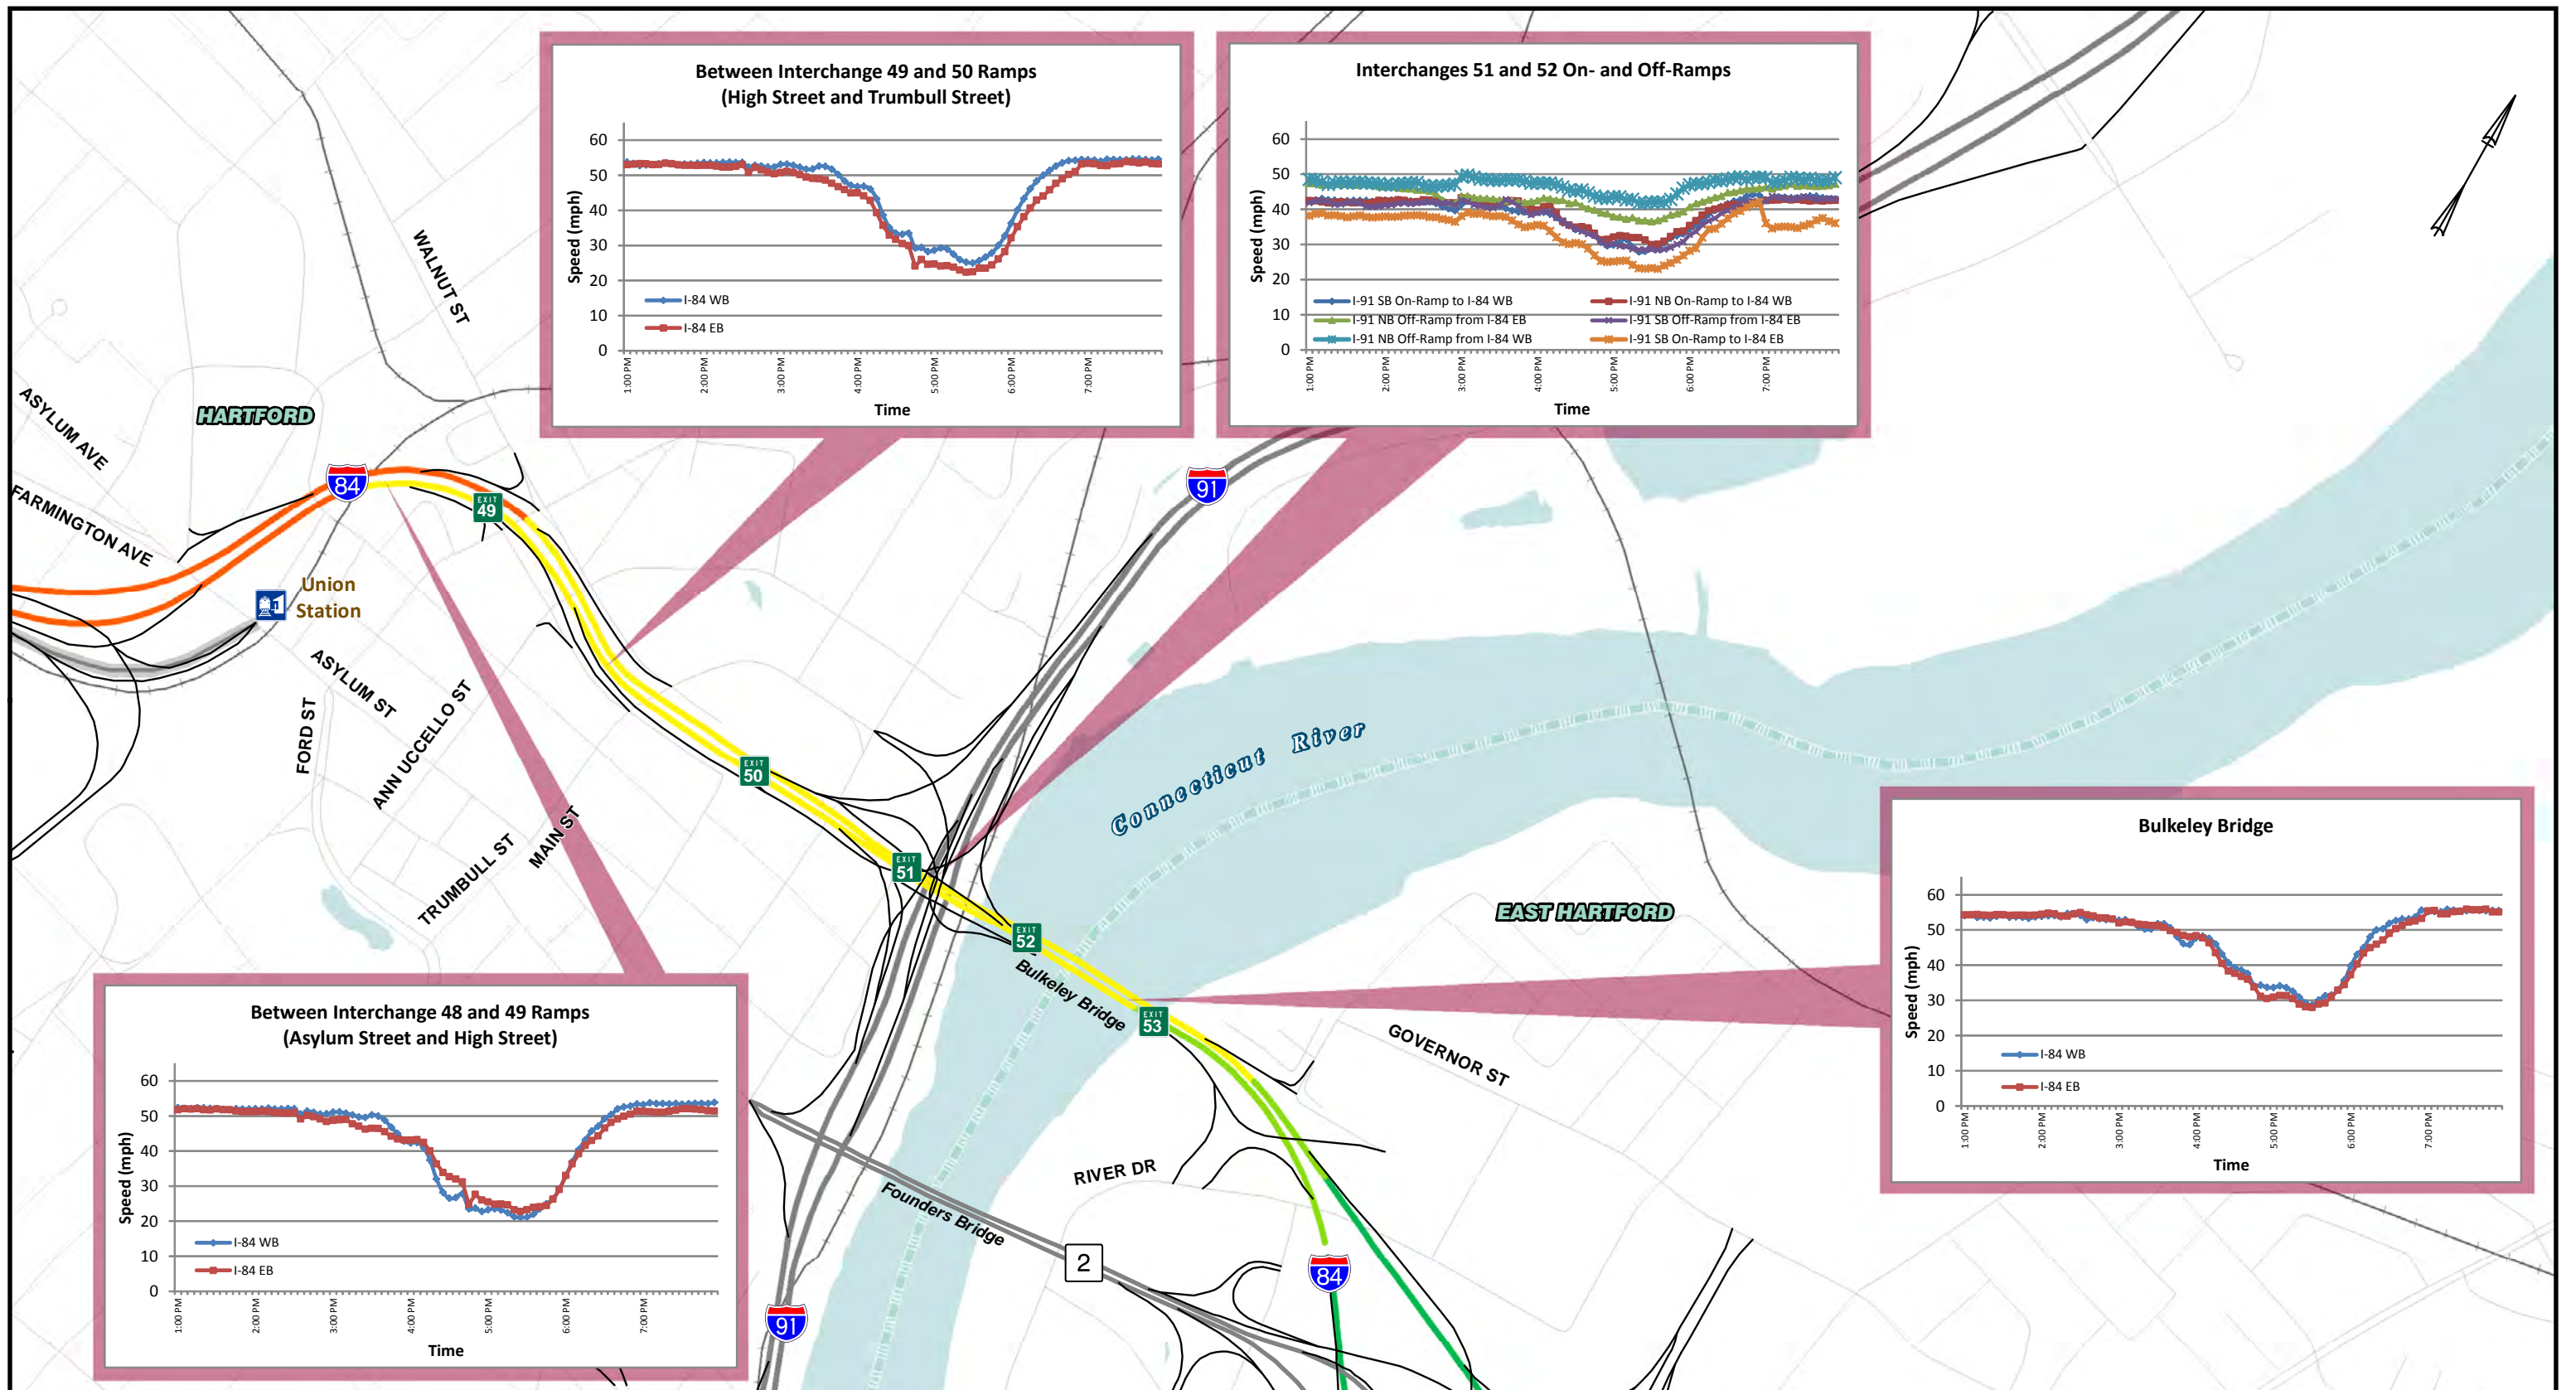 Between Interchange 49 and 50 Ramps
(High Street and Trumbull Street)
60
50
40
30
20
10
0
Speed (mph)
I-84 WB
I-84 EB
1:00 PM
2:00 PM
3:00 PM
4:00 PM
5:00 PM
6:00 PM
7:00 PM
Time
Interchanges 51 and 52 On- and Off-Ramps
60
50
40
30
20
10
0
Speed (mph)
I-91 SB On-Ramp to I-84 WB
I-91 NB On-Ramp to I-84 WB
I-91 NB Off-Ramp from I-84 EB
I-91 SB Off-Ramp from I-84 EB
I-91 NB Off-Ramp from I-84 WB
I-91 SB On-Ramp to I-84 EB
1:00 PM
2:00 PM
3:00 PM
4:00 PM
5:00 PM
6:00 PM
7:00 PM
Time
WALNUT ST
ASYLUM AVE
HARTFORD
FARMINGTON AVE
84
EXIT
49
91
Union
Station
ASYLUM ST
FORD ST
ANN UCCELLO ST
TRUMBULL ST
MAIN ST
EXIT
50
EXIT
51
EXIT
52
Connecticut River
Bulkeley Bridge
EXIT
53
EAST HARTFORD
GOVERNOR ST
RIVER DR
Founders Bridge
2
84
91
Bulkeley Bridge
60
50
40
30
20
10
0
Speed (mph)
I-84 WB
I-84 EB
1:00 PM
2:00 PM
3:00 PM
4:00 PM
5:00 PM
6:00 PM
7:00 PM
Time
Between Interchange 48 and 49 Ramps
(Asylum Street and High Street)
60
50
40
30
20
10
0
Speed (mph)
I-84 WB
I-84 EB
1:00 PM
2:00 PM
3:00 PM
4:00 PM
5:00 PM
6:00 PM
7:00 PM
Time